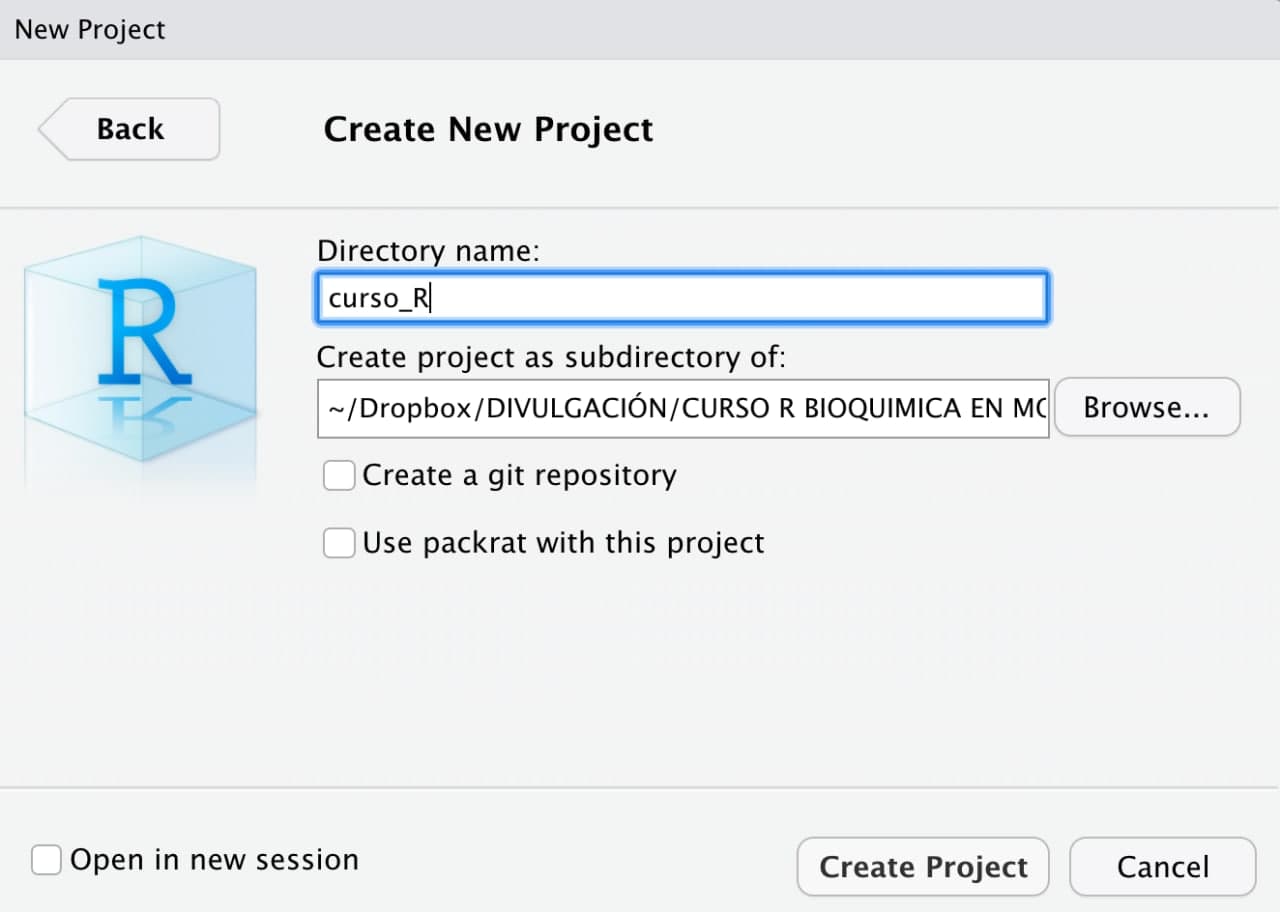 New Project
Back
Create New Project
R
Directory name:
curso_R
Create project as subdirectory of:
~/Dropbox/DIVULGACIÓN/CURSO R BIOQUIMICA EN
Browse...
Create a git repository
Use packrat with this project
Open in new session
Create Project
Cancel